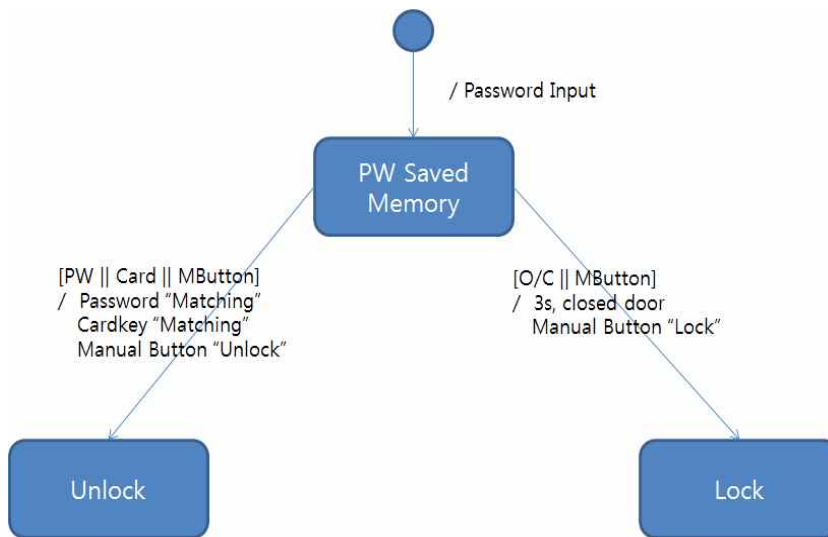 / Password Input
PW Saved
Memory
[PW || Card || MButton]
/ Password “Matching”
Cardkey “Matching”
Manual Button “Unlock”
[O/C || MButton]
/ 3s, closed door
Manual Button “Lock”
Unlock
Lock